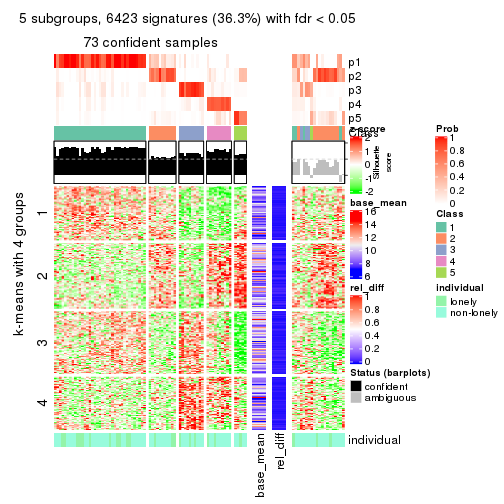 5 subgroups, 6423 signatures (36.3%) with fdr < 0.05
73 confident samples
p1
p2
p3
p4
p5
Class
Silhouette
score
z-score
2
-2
Prob
1
0.8
0.6
0.4
0.2
0
base_mean
16
14
12
10
8
6
Class
1
2
3
4
5
rel_diff
1
0.8
0.6
0.4
0.2
0
individual
lonely
non-lonely
Status (barplots)
confident
ambiguous
k-means with 4 groups
1
2
3
4
individual
base_mean
rel_diff